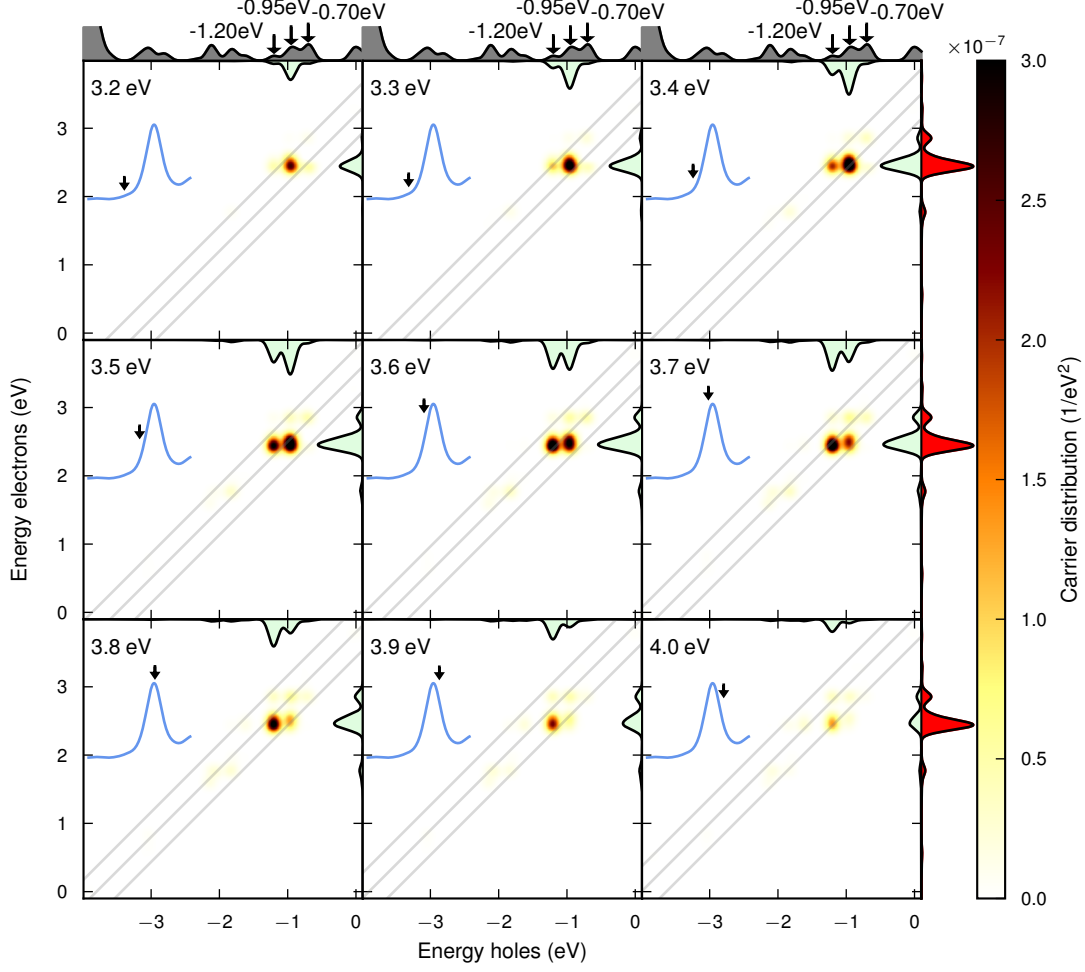 -0.95eV -0.70eV -0.95eV -0.70eV -0.95eV -0.70eV
-1.20eV -1.20eV -1.20eV
×10⁻⁷
3.2 eV 3.3 eV 3.4 eV 3.0
3
2 2.5
1
0 2.0
3.5 eV 3.6 eV 3.7 eV
3
2 1.5
1
0 1.0
3.8 eV 3.9 eV 4.0 eV
3
2 0.5
1
0 0.0
−3 −2 −1 0 −3 −2 −1 0 −3 −2 −1 0
Energy holes (eV)
Energy electrons (eV)
Carrier distribution (1/eV²)